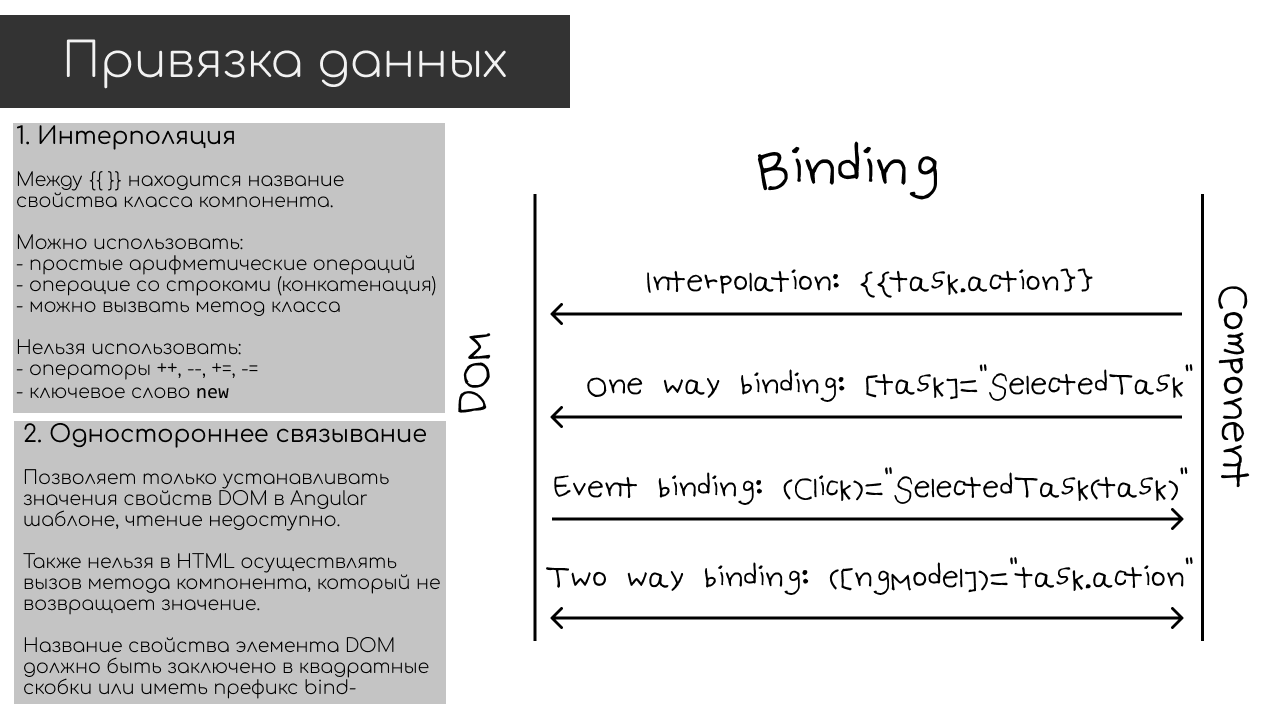 Привязка данных
1. Интерполяция
Между {{ }} находится название
свойства класса компонента.
Можно использовать:
- простые арифметические операций
- операцие со строками (конкатенация)
- можно вызвать метод класса
Нельзя использовать:
- операторы ++, --, +=, -=
- ключевое слово new
2. Одностороннее связывание
Позволяет только устанавливать
значения свойств DOM в Angular
шаблоне, чтение недоступно.
Также нельзя в HTML осуществлять
вызов метода компонента, который не
возвращает значение.
Название свойства элемента DOM
должно быть заключено в квадратные
скобки или иметь префикс bind-
Binding
DOM
Interpolation: {{task.action}}
One way binding: [task]="SelectedTask"
Event binding: (Click)="SelectedTask(task)"
Two way binding: ([ngModel])="task.action"
Component